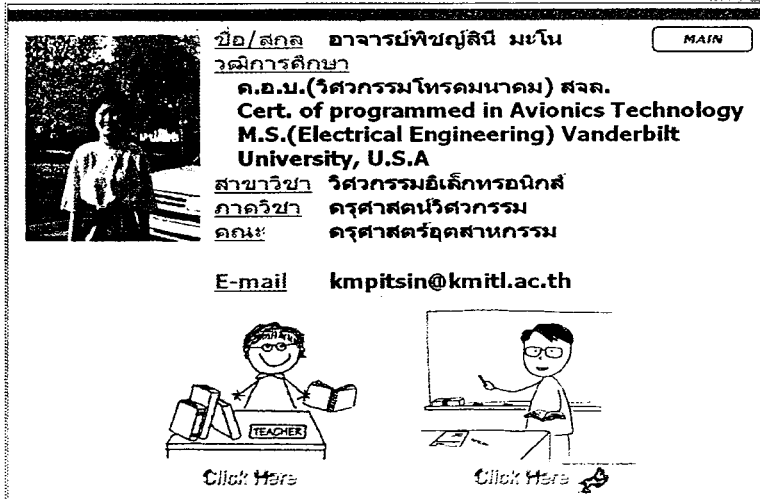 ชื่อ/สกุล อาจารย์พิชญ์สินี มะโน
MAIN
วุฒิการศึกษา
ค.อ.บ.(วิศวกรรมโทรคมนาคม) สจล.
Cert. of programmed in Avionics Technology
M.S.(Electrical Engineering) Vanderbilt
University, U.S.A
สาขาวิชา วิศวกรรมอิเล็กทรอนิกส์
ภาควิชา ครุศาสตน์วิศวกรรม
คณะ ครุศาสตร์อุตสาหกรรม
E-mail kmpitsin@kmitl.ac.th
TEACHER
Click Here
Click Here